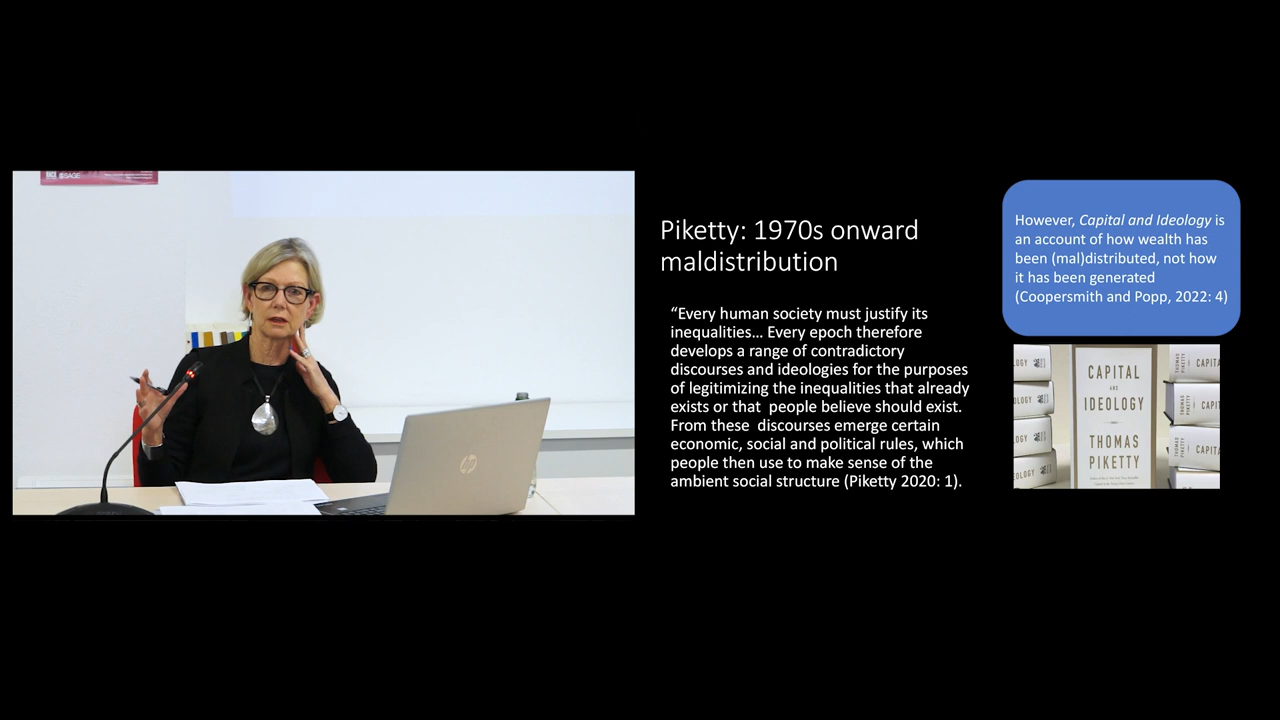 SAGE
Piketty: 1970s onward
maldistribution
“Every human society must justify its
inequalities… Every epoch therefore
develops a range of contradictory
discourses and ideologies for the purposes
of legitimizing the inequalities that already
exists or that  people believe should exist.
From these  discourses emerge certain
economic, social and political rules, which
people then use to make sense of the
ambient social structure (Piketty 2020: 1).
However, Capital and Ideology is
an account of how wealth has
been (mal)distributed, not how
it has been generated
(Coopersmith and Popp, 2022: 4)
CAPITAL
AND
IDEOLOGY
THOMAS
PIKETTY
hp